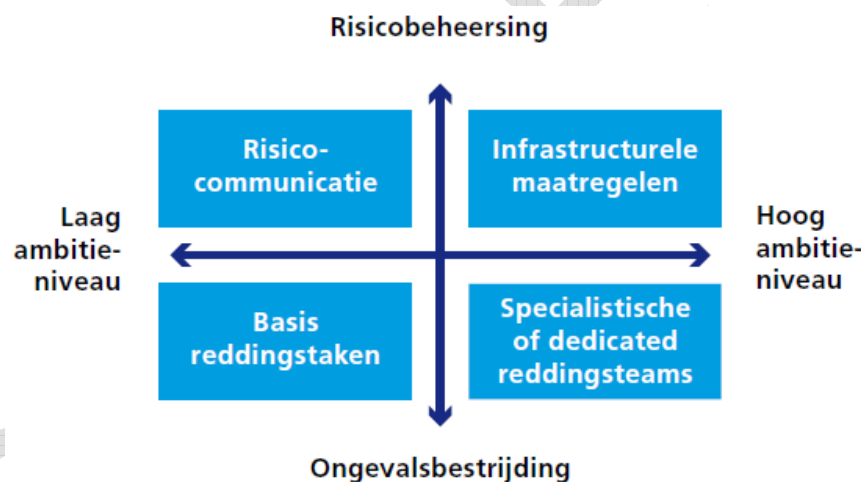 Risicobeheersing
Risico-
communicatie
Infrastructurele
maatregelen
Laag
ambitie-
niveau
Hoog
ambitie-
niveau
Basis
reddingstaken
Specialistische
of dedicated
reddingsteams
Ongevalsbestrijding